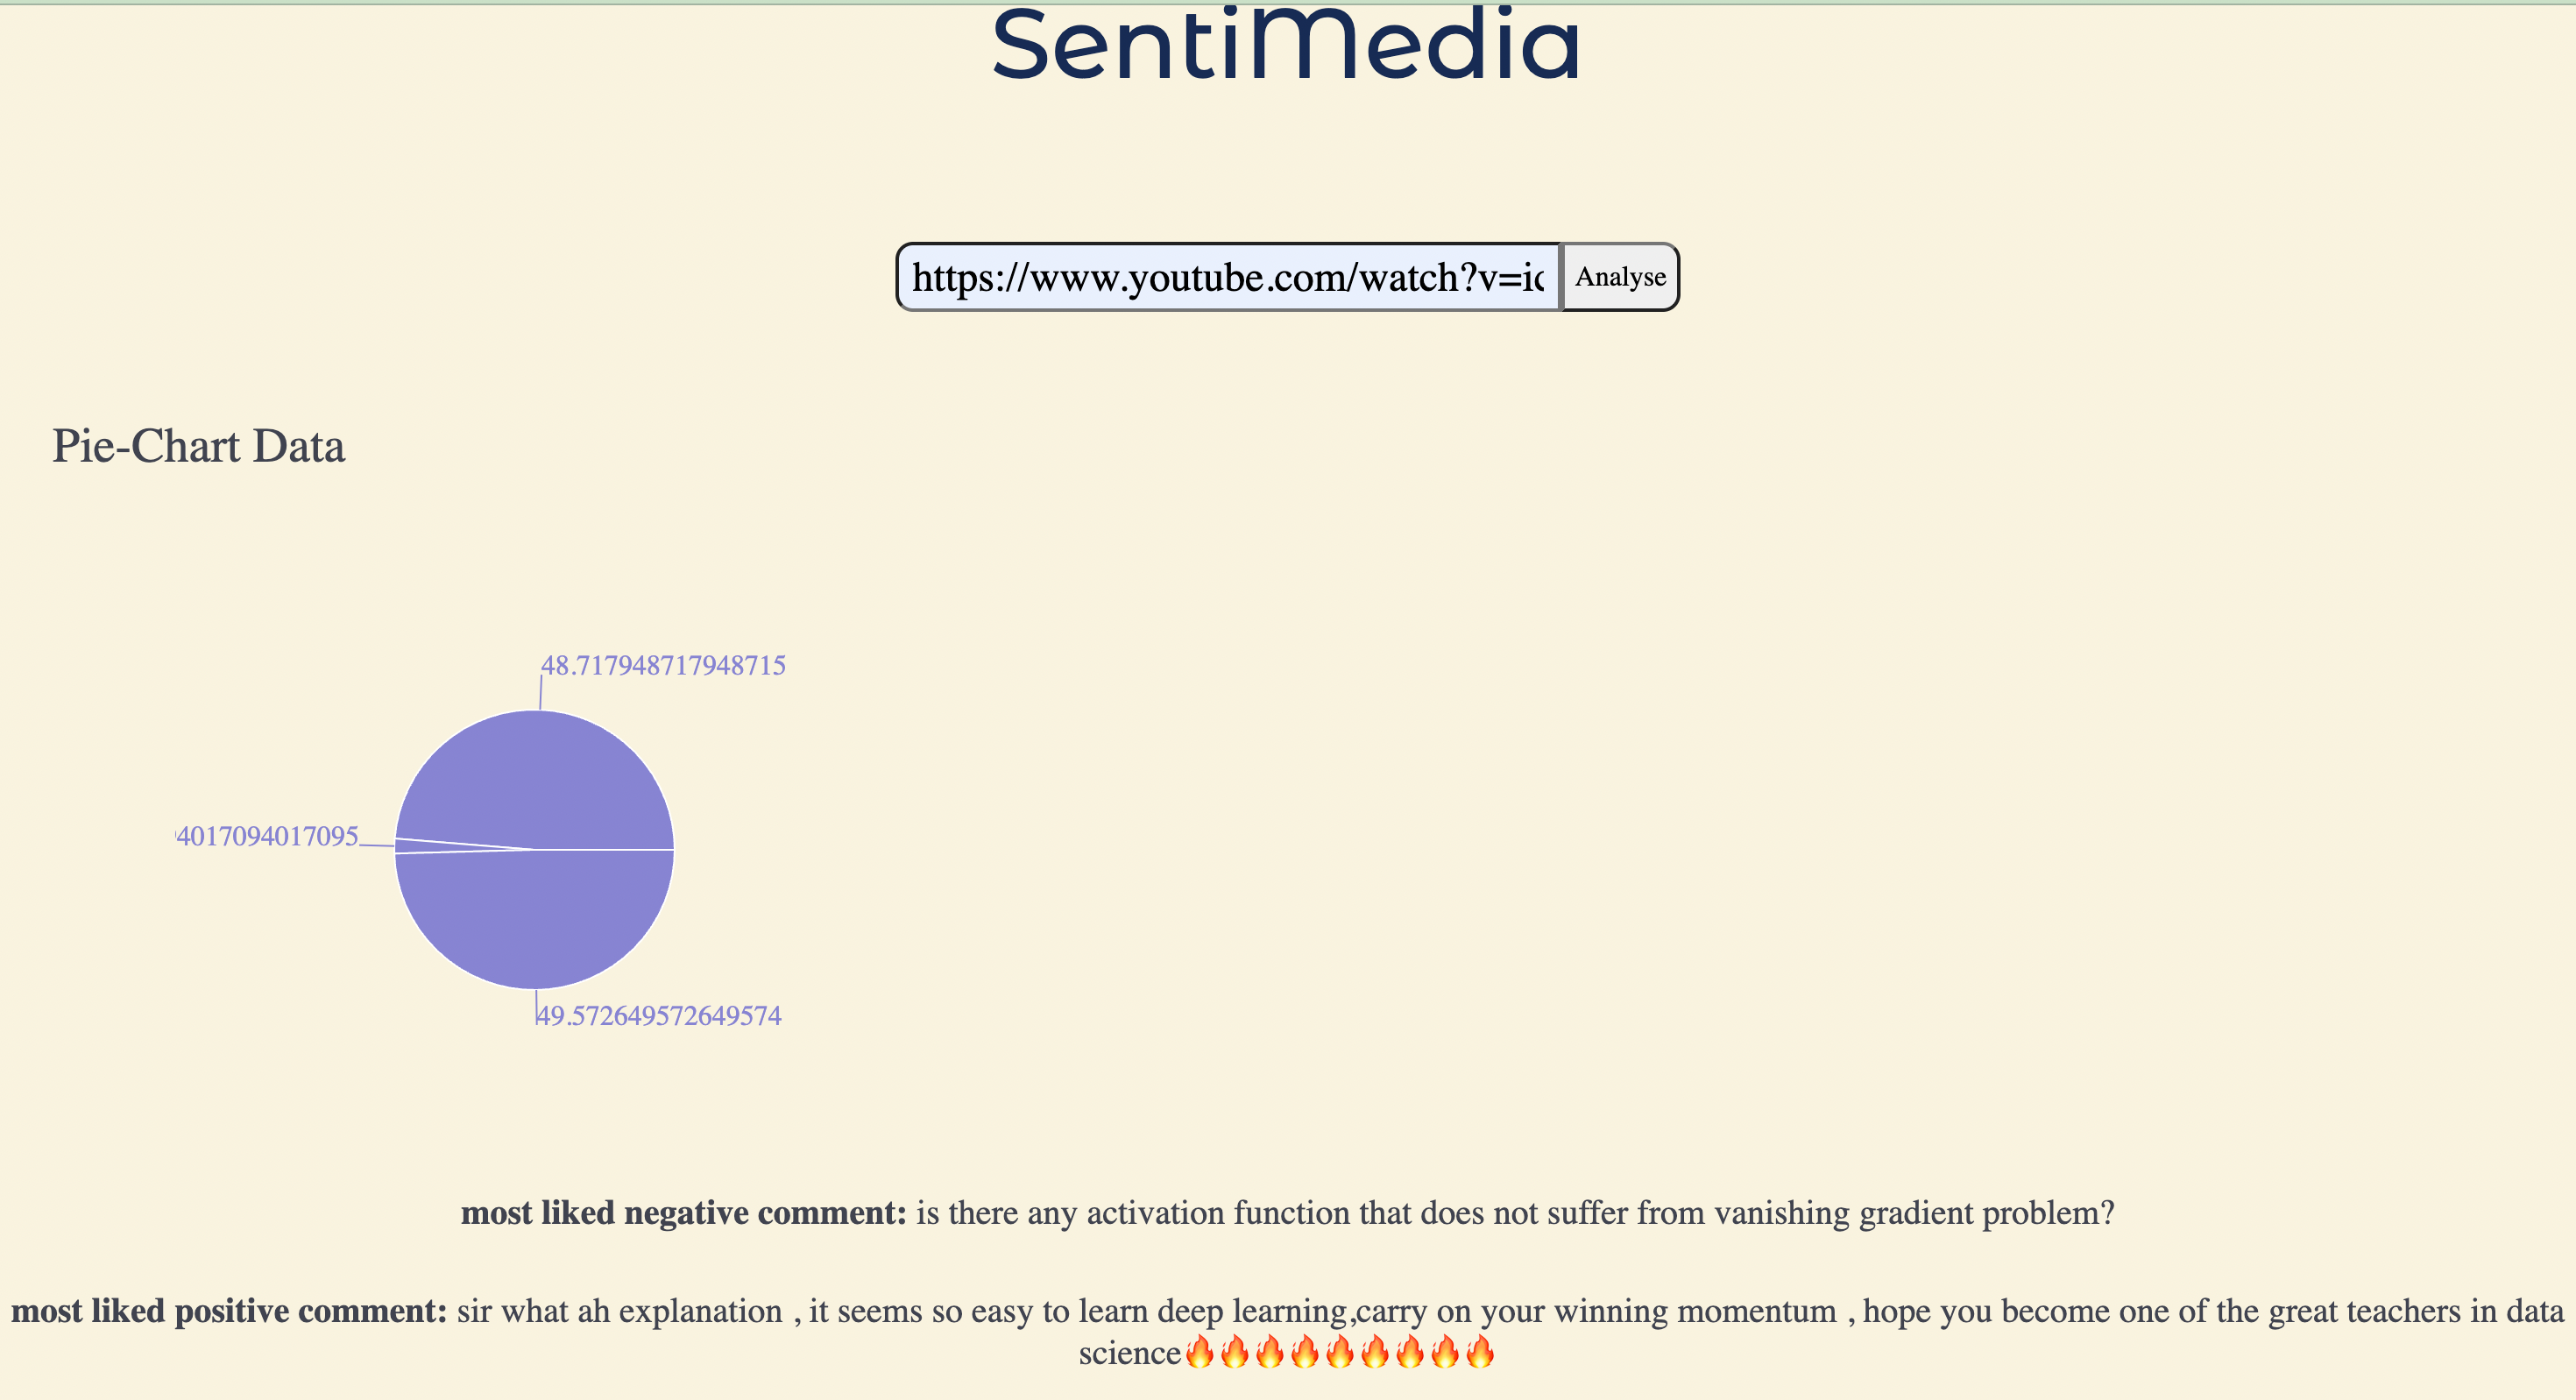 SentiMedia
https://www.youtube.com/watch?v=ic
Analyse
Pie-Chart Data
48.717948717948715
4017094017095
49.572649572649574
most liked negative comment: is there any activation function that does not suffer from vanishing gradient problem?
most liked positive comment: sir what ah explanation , it seems so easy to learn deep learning,carry on your winning momentum , hope you become one of the great teachers in data
science🔥🔥🔥🔥🔥🔥🔥🔥🔥